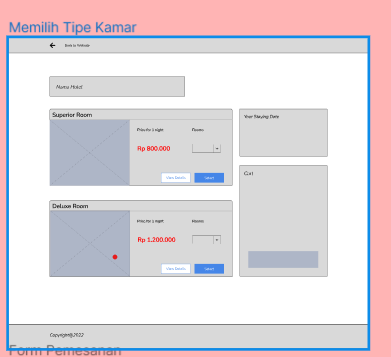 Memilih Tipe Kamar
Back to Website
Nama Hotel
Superior Room
Price for 1 night
Rooms
Rp 800.000
View Details
Select
Deluxe Room
Price for 1 night
Rooms
Rp 1.200.000
View Details
Select
Your Staying Date
Cart
Copyright@2022
Form Pemesanan